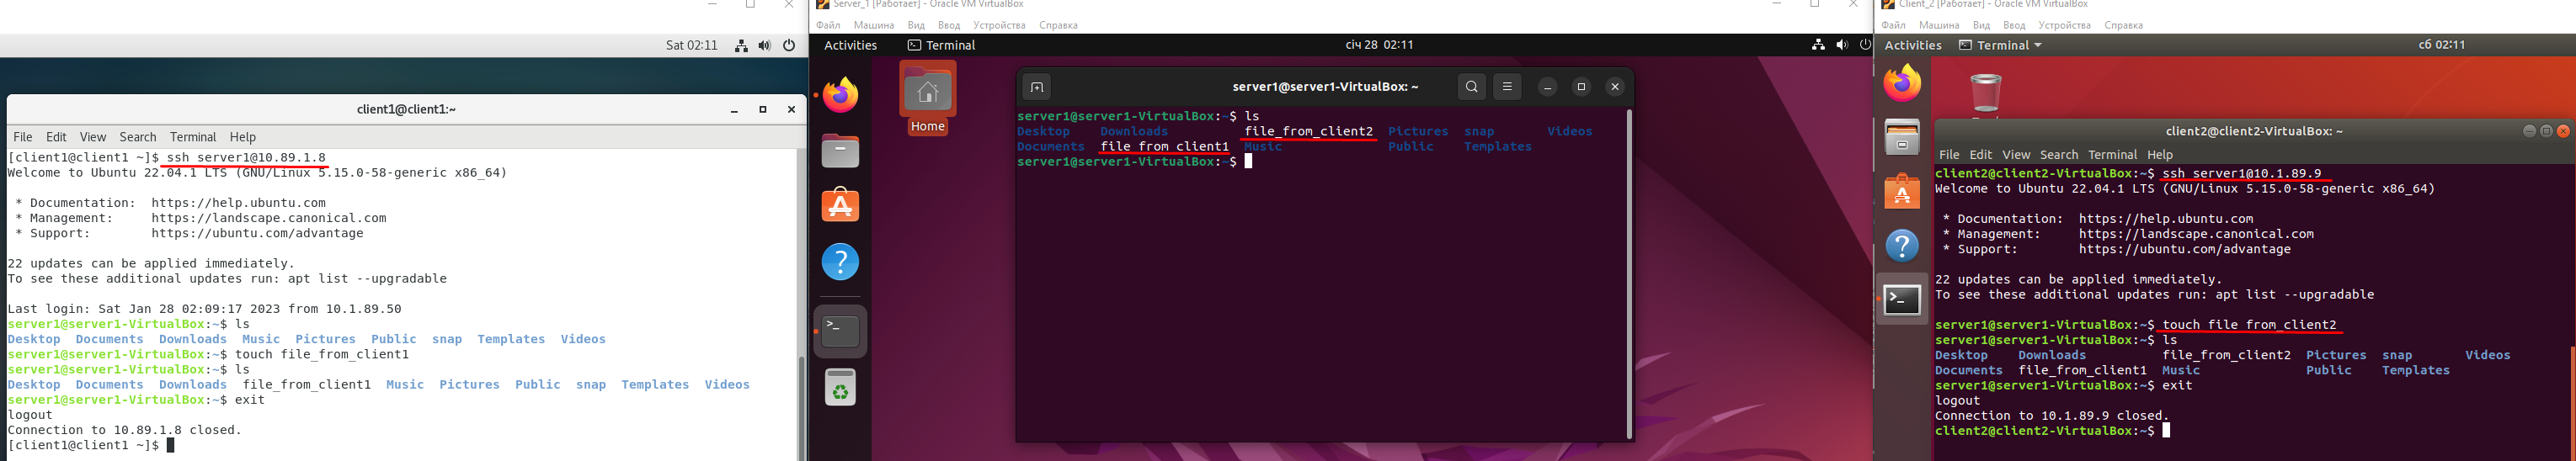 Sat 02:11
client1@client1:~
File Edit View Search Terminal Help
[client1@client1 ~]$ ssh server1@10.89.1.8
Welcome to Ubuntu 22.04.1 LTS (GNU/Linux 5.15.0-58-generic x86_64)
* Documentation: https://help.ubuntu.com
* Management: https://landscape.canonical.com
* Support: https://ubuntu.com/advantage
22 updates can be applied immediately.
To see these additional updates run: apt list --upgradable
Last login: Sat Jan 28 02:09:17 2023 from 10.1.89.50
server1@server1-VirtualBox:~$ ls
Desktop Documents Downloads Music Pictures Public snap Templates Videos
server1@server1-VirtualBox:~$ touch file_from_client1
server1@server1-VirtualBox:~$ ls
Desktop Documents Downloads file_from_client1 Music Pictures Public snap Templates Videos
server1@server1-VirtualBox:~$ exit
logout
Connection to 10.89.1.8 closed.
[client1@client1 ~]$
Server_1 [Работает] - Oracle VM VirtualBox
Файл Машина Вид Ввод Устройства Справка
Activities Terminal січ 28 02:11
Home
server1@server1-VirtualBox: ~
server1@server1-VirtualBox:~$ ls
Desktop Downloads file_from_client2 Pictures snap Videos
Documents file_from_client1 Music Public Templates
server1@server1-VirtualBox:~$
Client_2 [Работает] - Oracle VM VirtualBox
Файл Машина Вид Ввод Устройства Справка
Activities Terminal сб 02:11
client2@client2-VirtualBox: ~
File Edit View Search Terminal Help
client2@client2-VirtualBox:~$ ssh server1@10.1.89.9
Welcome to Ubuntu 22.04.1 LTS (GNU/Linux 5.15.0-58-generic x86_64)
* Documentation: https://help.ubuntu.com
* Management: https://landscape.canonical.com
* Support: https://ubuntu.com/advantage
22 updates can be applied immediately.
To see these additional updates run: apt list --upgradable
server1@server1-VirtualBox:~$ touch file_from_client2
server1@server1-VirtualBox:~$ ls
Desktop Downloads file_from_client2 Pictures snap Videos
Documents file_from_client1 Music Public Templates
server1@server1-VirtualBox:~$ exit
logout
Connection to 10.1.89.9 closed.
client2@client2-VirtualBox:~$